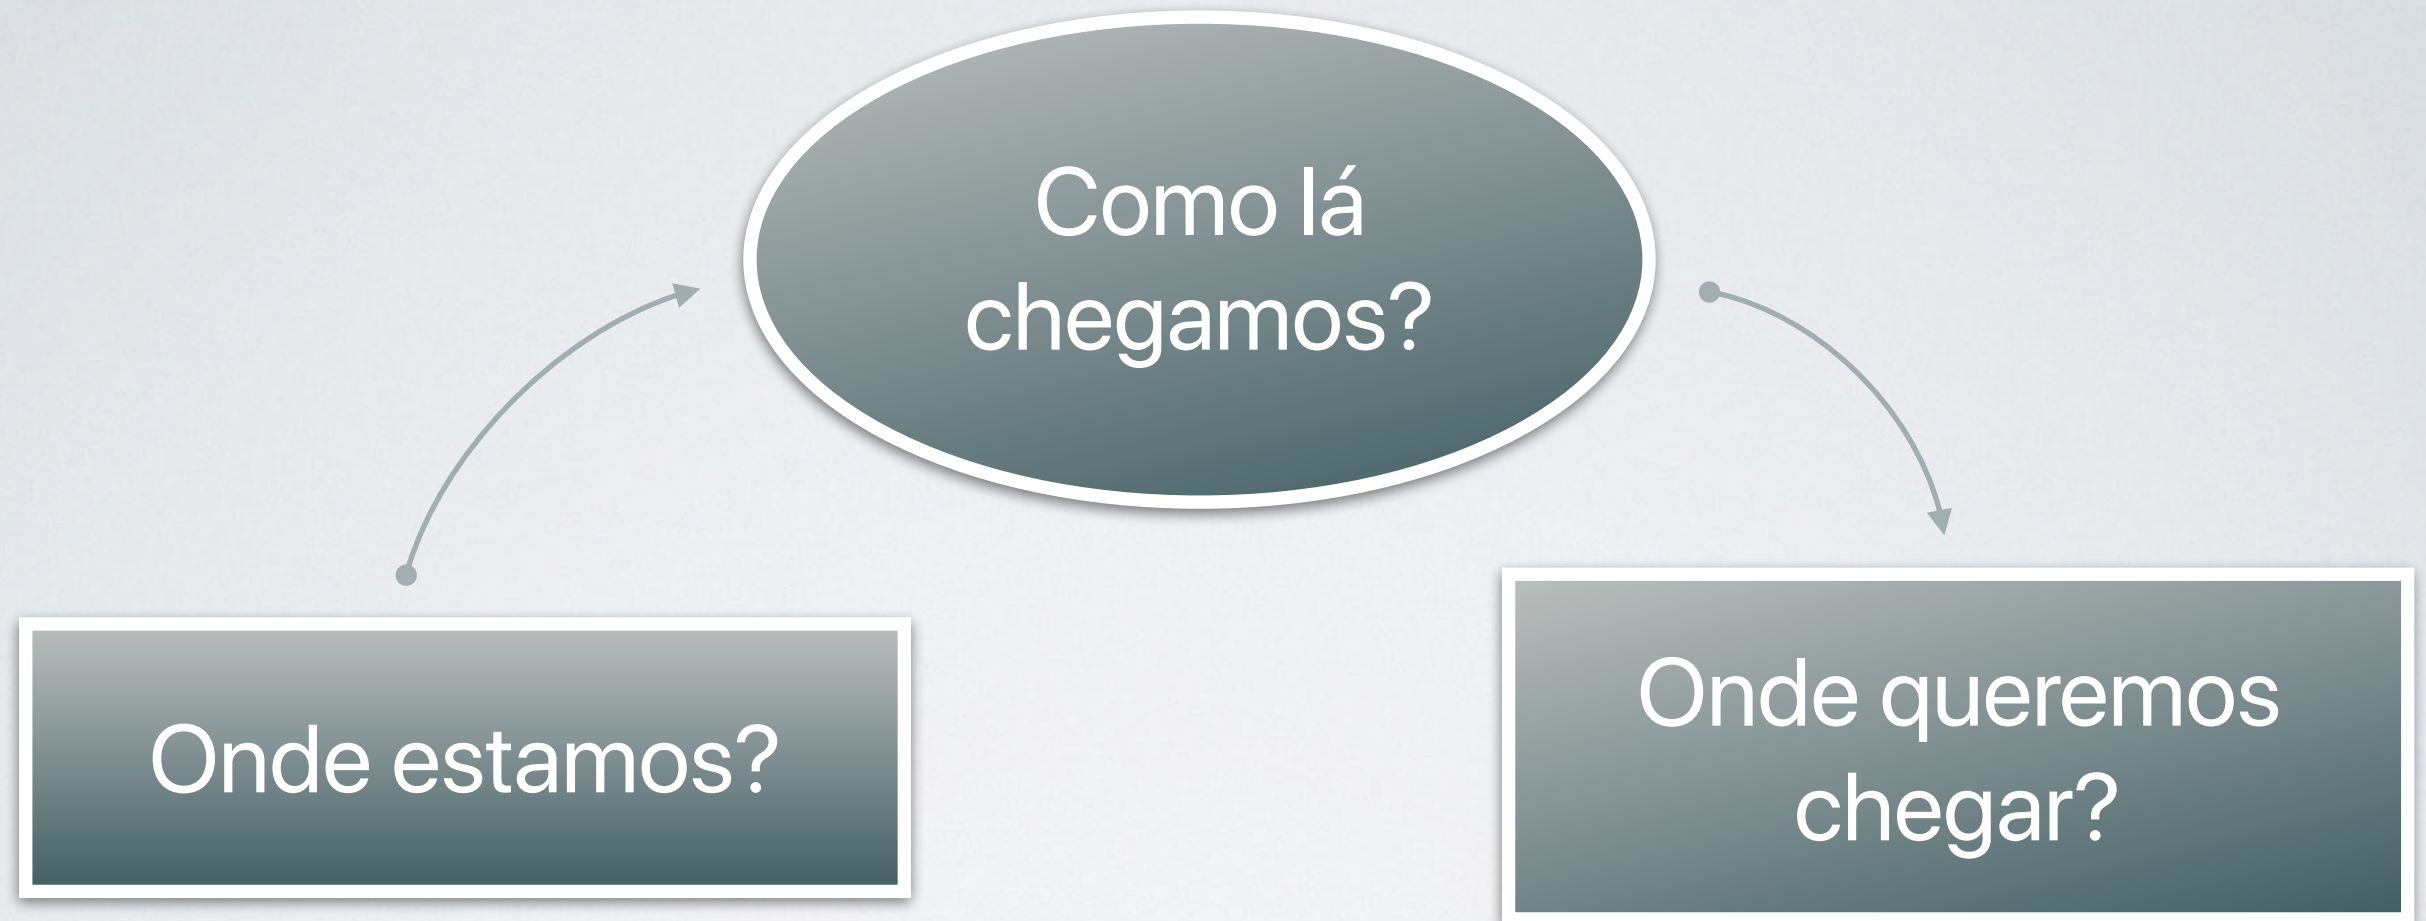 Como lá
chegamos?
Onde estamos?
Onde queremos
chegar?